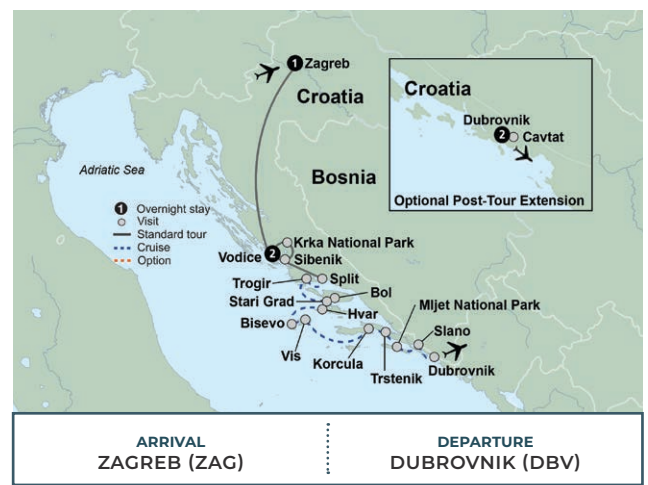 1 Zagreb
Croatia
Croatia
Dubrovnik
2 Cavtat
Optional Post-Tour Extension
Adriatic Sea
Bosnia
1 Overnight stay
Visit
Standard tour
Cruise
Option
Krka National Park
Vodice 2 Sibenik
Trogir Split
Stari Grad Bol
Hvar
Bisevo
Vis
Korcula
Trstenik
Mljet National Park
Slano
Dubrovnik
ARRIVAL
ZAGREB (ZAG)
DEPARTURE
DUBROVNIK (DBV)